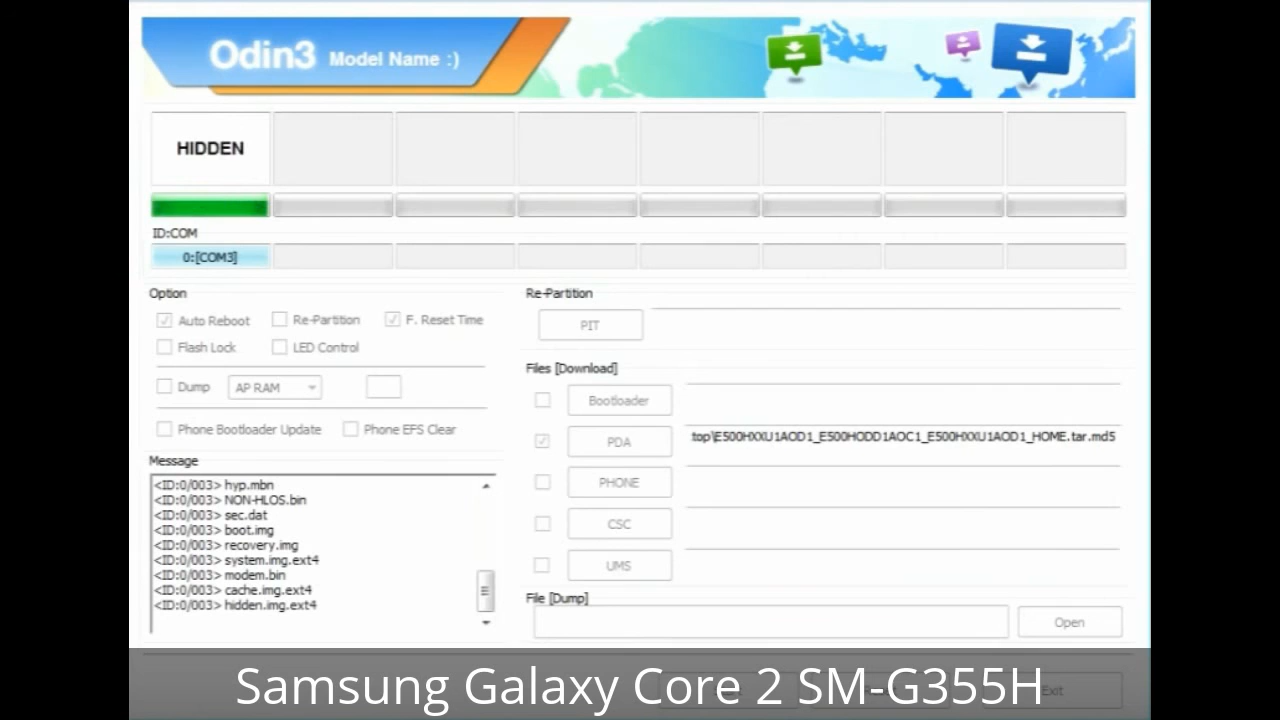 Odin3 Model Name :)
HIDDEN
ID:COM
0:[COM3]
Option
Auto Reboot Re-Partition F. Reset Time
Flash Lock LED Control
Dump AP RAM
Phone Bootloader Update Phone EFS Clear
Message
<ID:0/003> hyp.mbn
<ID:0/003> NON-HLOS.bin
<ID:0/003> sec.dat
<ID:0/003> boot.img
<ID:0/003> recovery.img
<ID:0/003> system.img.ext4
<ID:0/003> modem.bin
<ID:0/003> cache.img.ext4
<ID:0/003> hidden.img.ext4
Re-Partition
PIT
Files [Download]
Bootloader
PDA top\E500HXXU1AOD1_E500HODD1AOC1_E500HXXU1AOD1_HOME.tar.md5
PHONE
CSC
UMS
File [Dump]
Open
Exit
Samsung Galaxy Core 2 SM-G355H